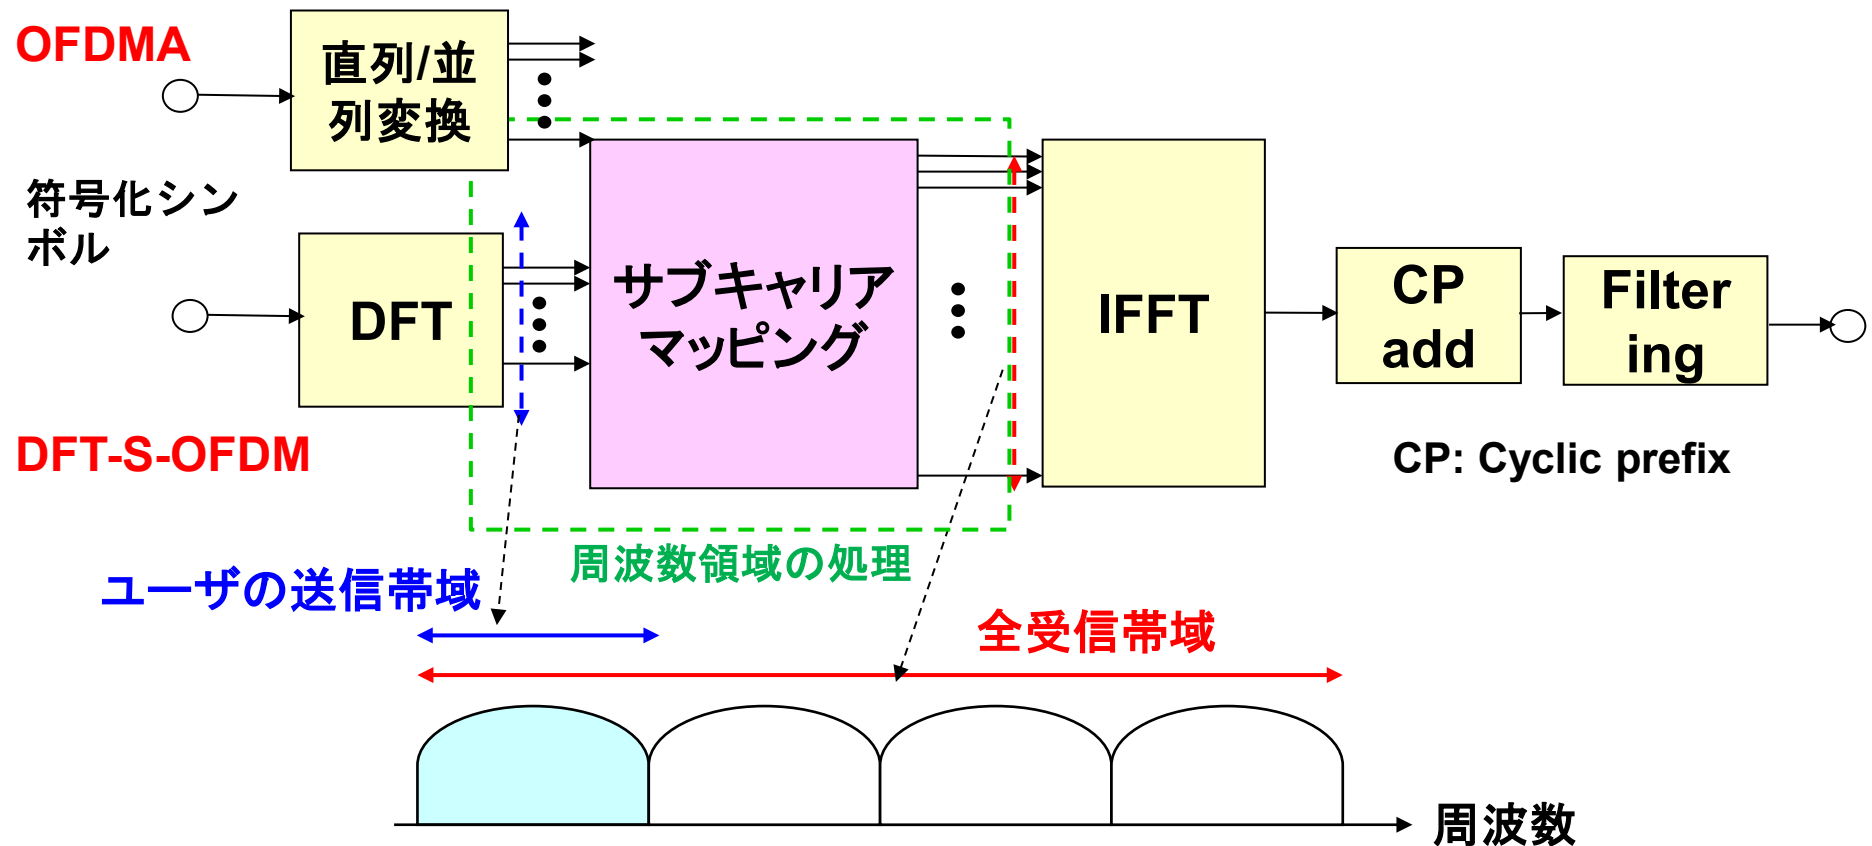 OFDMA
直列/並
列変換
符号化シン
ボル
DFT
サブキャリア
マッピング
IFFT
CP
add
Filter
ing
DFT-S-OFDM
CP: Cyclic prefix
周波数領域の処理
ユーザの送信帯域
全受信帯域
周波数